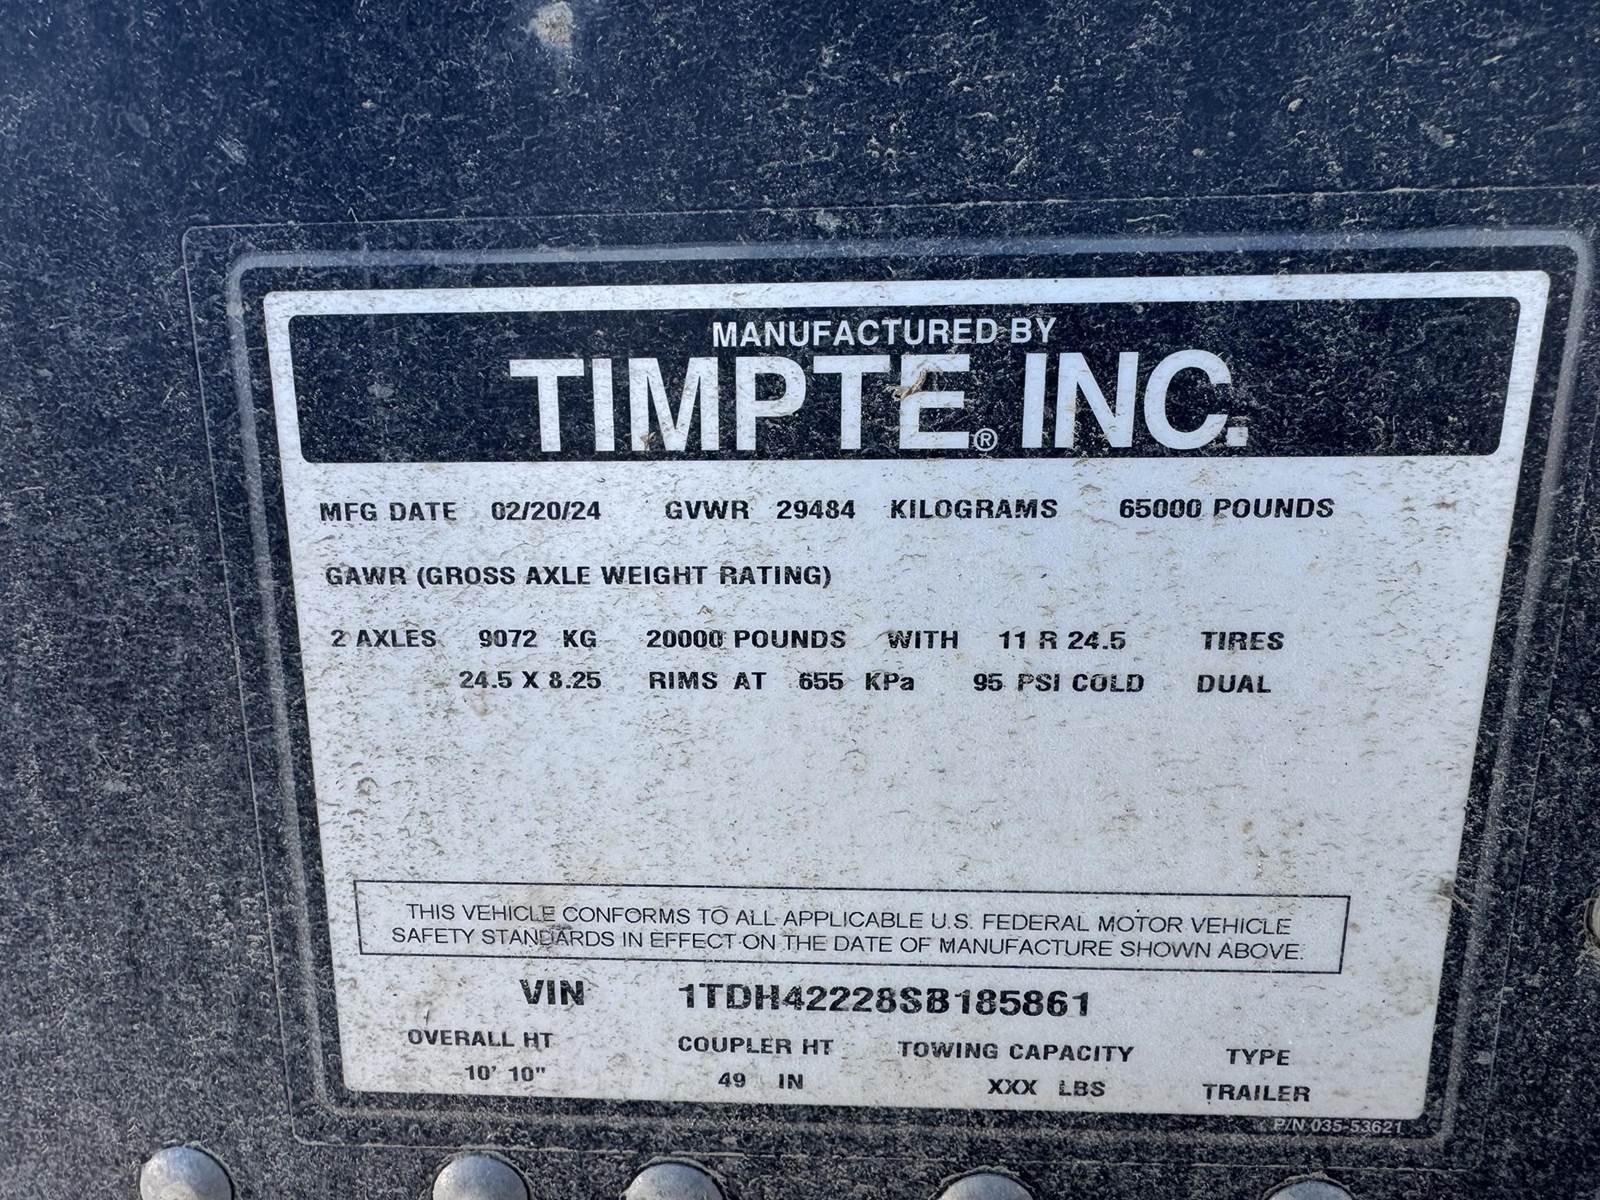 MANUFACTURED BY
TIMPTE® INC.
MFG DATE 02/20/24 GVWR 29484 KILOGRAMS 65000 POUNDS
GAWR (GROSS AXLE WEIGHT RATING)
2 AXLES 9072 KG 20000 POUNDS WITH 11 R 24.5 TIRES
24.5 X 8.25 RIMS AT 655 KPa 95 PSI COLD DUAL
THIS VEHICLE CONFORMS TO ALL APPLICABLE U.S. FEDERAL MOTOR VEHICLE
SAFETY STANDARDS IN EFFECT ON THE DATE OF MANUFACTURE SHOWN ABOVE.
VIN 1TDH42228SB185861
OVERALL HT COUPLER HT TOWING CAPACITY TYPE
10' 10" 49 IN XXX LBS TRAILER
P/N 035-53621